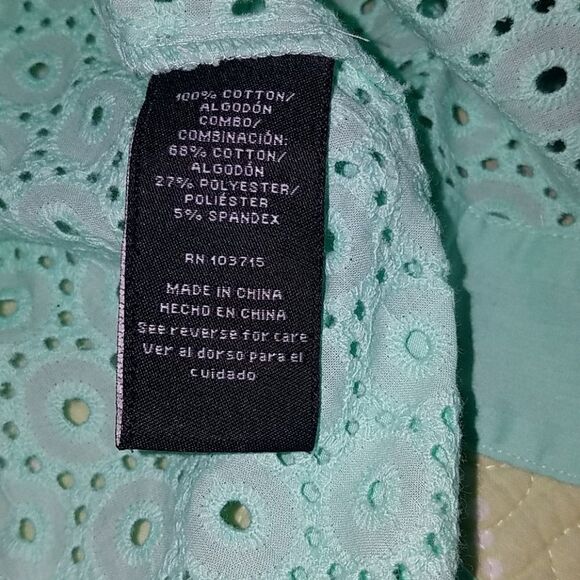 100% COTTON/
ALGODÓN
COMBO/
COMBINACIÓN:
68% COTTON/
ALGODÓN
27% POLYESTER/
POLIÉSTER
5% SPANDEX
RN 103715
MADE IN CHINA
HECHO EN CHINA
See reverse for care
Ver al dorso para el
cuidado